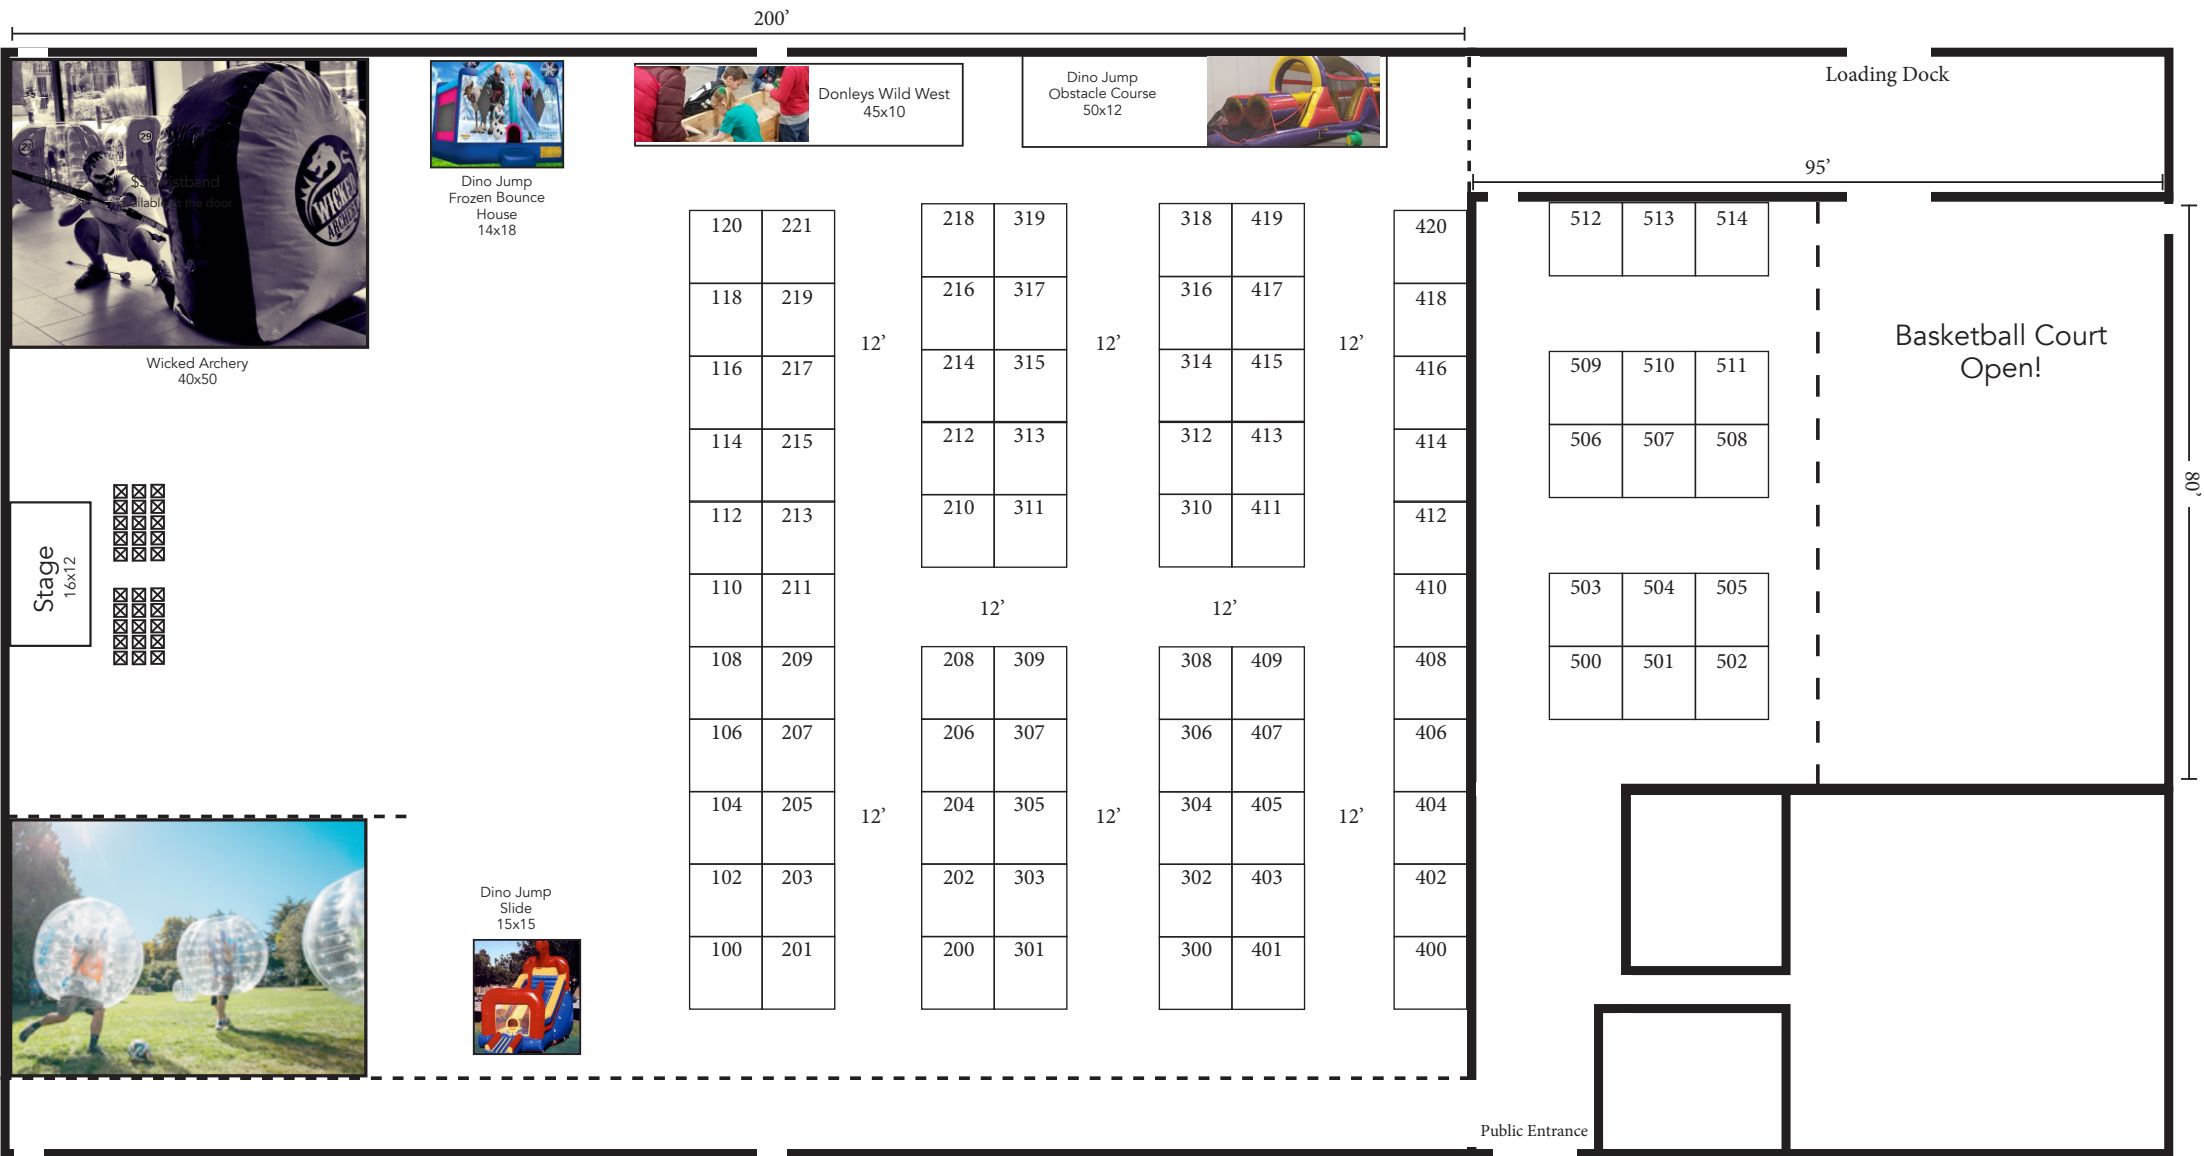 200’
Loading Dock
Donleys Wild West
45x10
Dino Jump
Obstacle Course
50x12
95’
Dino Jump
Frozen Bounce
House
14x18
29
WICKED
ARCHERY
Wicked Archery
40x50
120 221
118 219
116 217
114 215
112 213
110 211
108 209
106 207
104 205
102 203
100 201
218 319
216 317
214 315
212 313
210 311
208 309
206 307
204 305
202 303
200 301
318 419
316 417
314 415
312 413
310 411
308 409
306 407
304 405
302 403
300 401
420
418
416
414
412
410
408
406
404
402
400
12’
12’
12’
12’
12’
12’
12’
12’
512 513 514
509 510 511
506 507 508
503 504 505
500 501 502
Basketball Court
Open!
80’
Stage
16x12
Dino Jump
Slide
15x15
Public Entrance